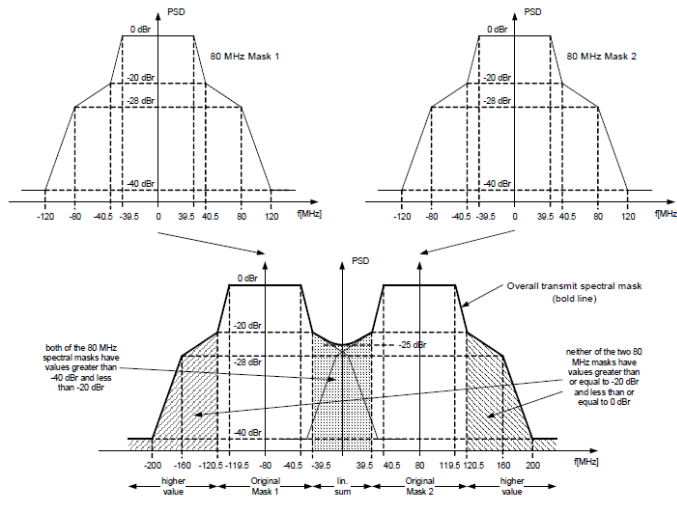 PSD
0 dBr
80 MHz Mask 1
-20 dBr
-28 dBr
-40 dBr
-120 -80 -40.5 -39.5 0 39.5 40.5 80 120 f[MHz]
PSD
0 dBr
80 MHz Mask 2
-20 dBr
-28 dBr
-40 dBr
-120 -80 -40.5 -39.5 0 39.5 40.5 80 120 f[MHz]
PSD
0 dBr
Overall transmit spectral mask
(bold line)
-20 dBr
-25 dBr
-28 dBr
-40 dBr
both of the 80 MHz
spectral masks have
values greater than
-40 dBr and less
than -20 dBr
neither of the two 80
MHz masks have
values greater than
or equal to -20 dBr
and less than or
equal to 0 dBr
-200 -160 -120.5 -119.5 -80 -40.5 -39.5 39.5 40.5 80 119.5 120.5 160 200 f[MHz]
higher
value
Original
Mask 1
lin.
sum
Original
Mask 2
higher
value